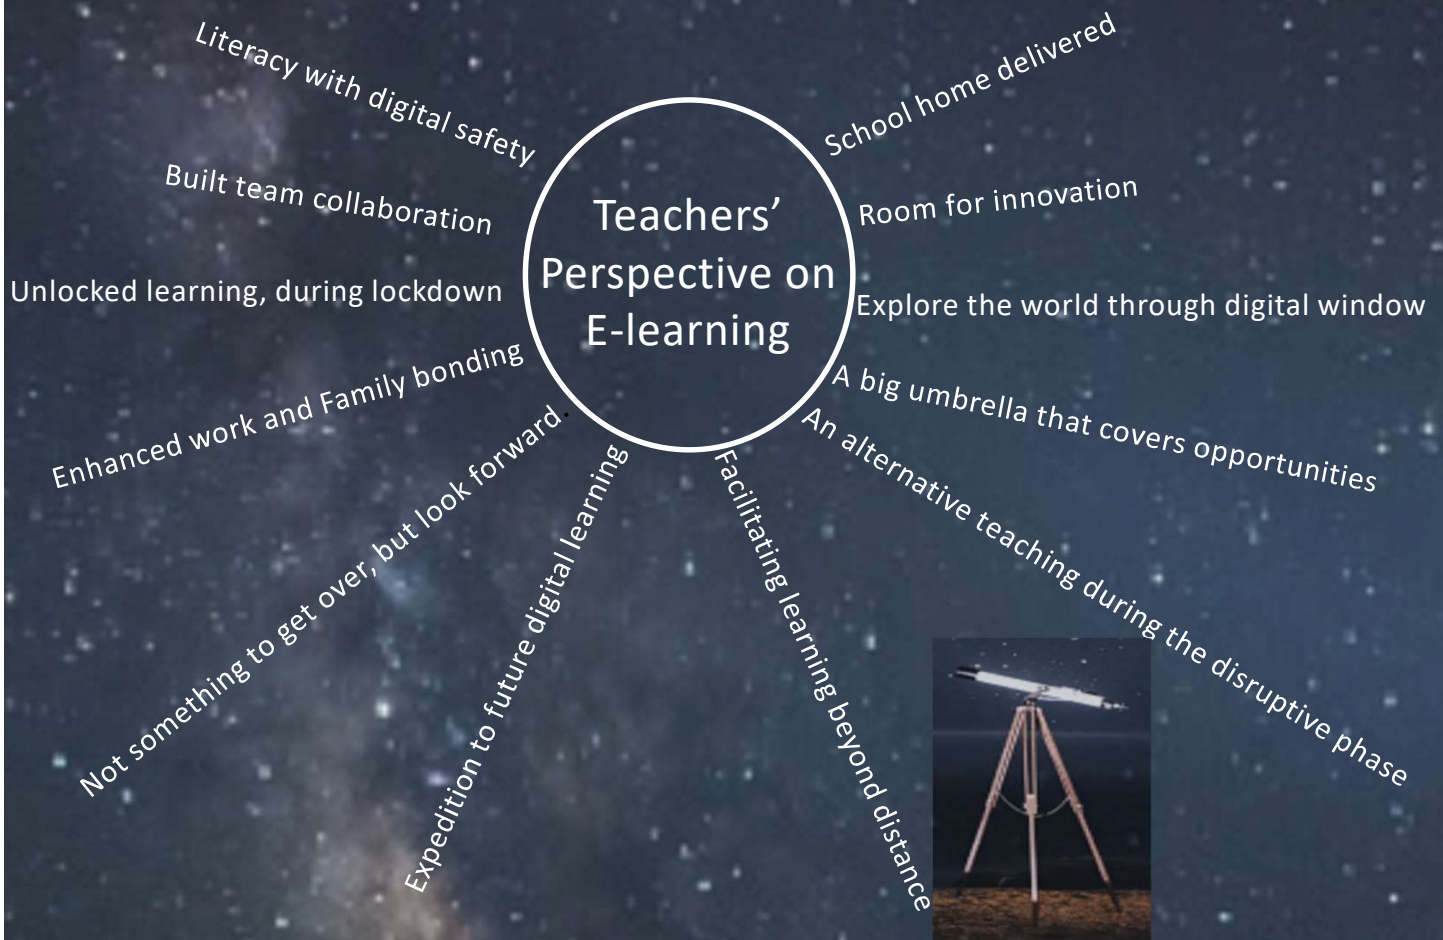 Teachers’
Perspective on
E-learning
Literacy with digital safety
Built team collaboration
Unlocked learning, during lockdown
Enhanced work and Family bonding
Not something to get over, but look forward.
Expedition to future digital learning
Facilitating learning beyond distance
An alternative teaching during the disruptive phase
A big umbrella that covers opportunities
Explore the world through digital window
Room for innovation
School home delivered